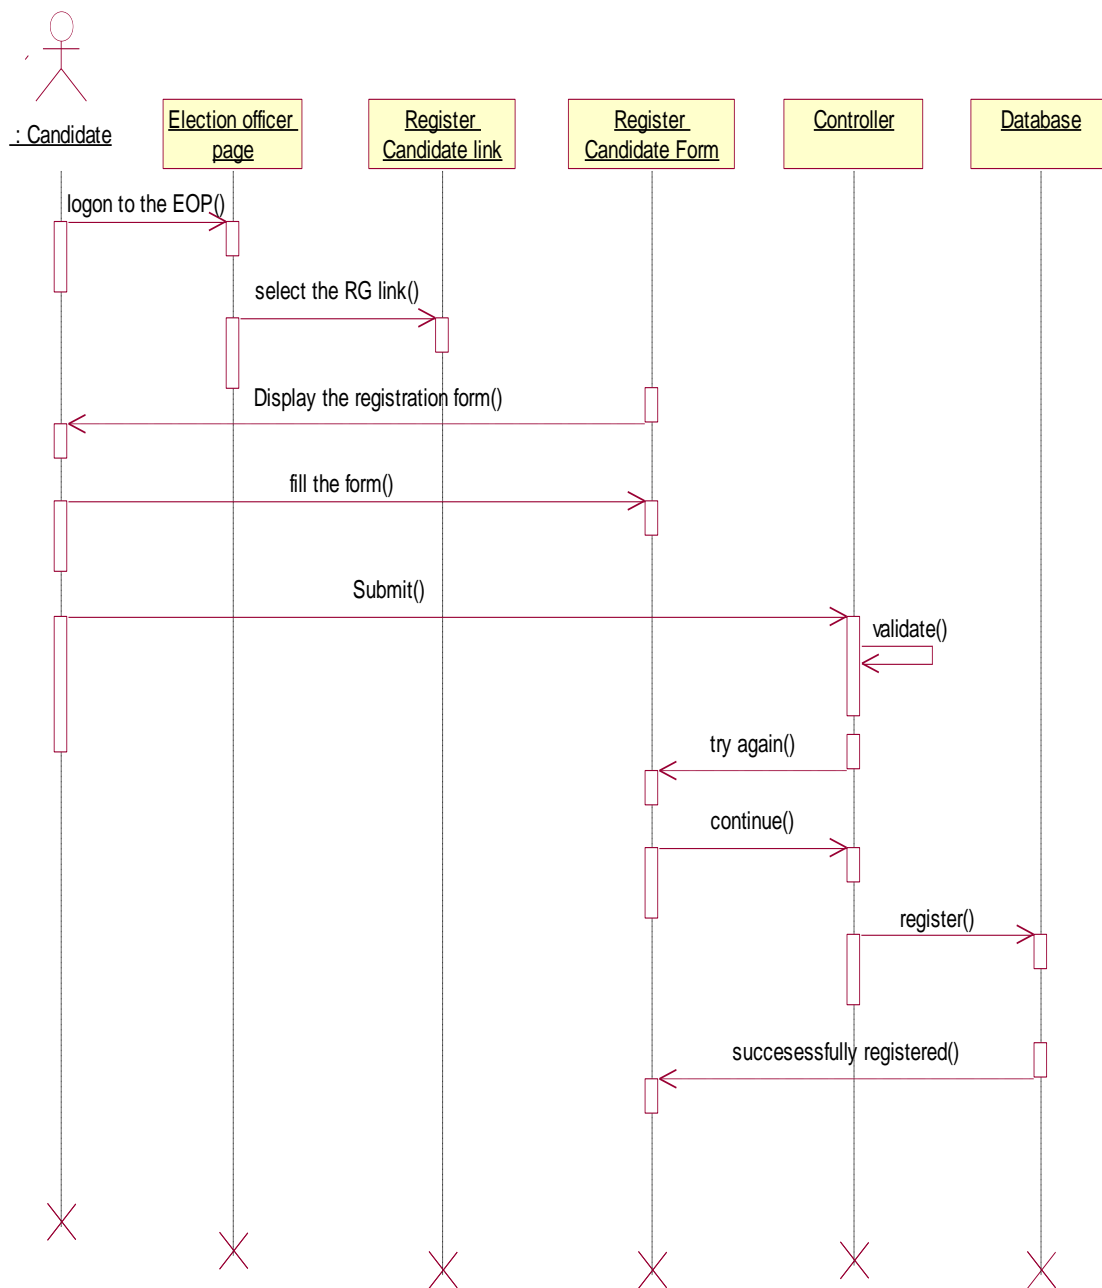 : Candidate
Election officer
page
Register
Candidate link
Register
Candidate Form
Controller
Database
logon to the EOP()
select the RG link()
Display the registration form()
fill the form()
Submit()
validate()
try again()
continue()
register()
succesessfully registered()